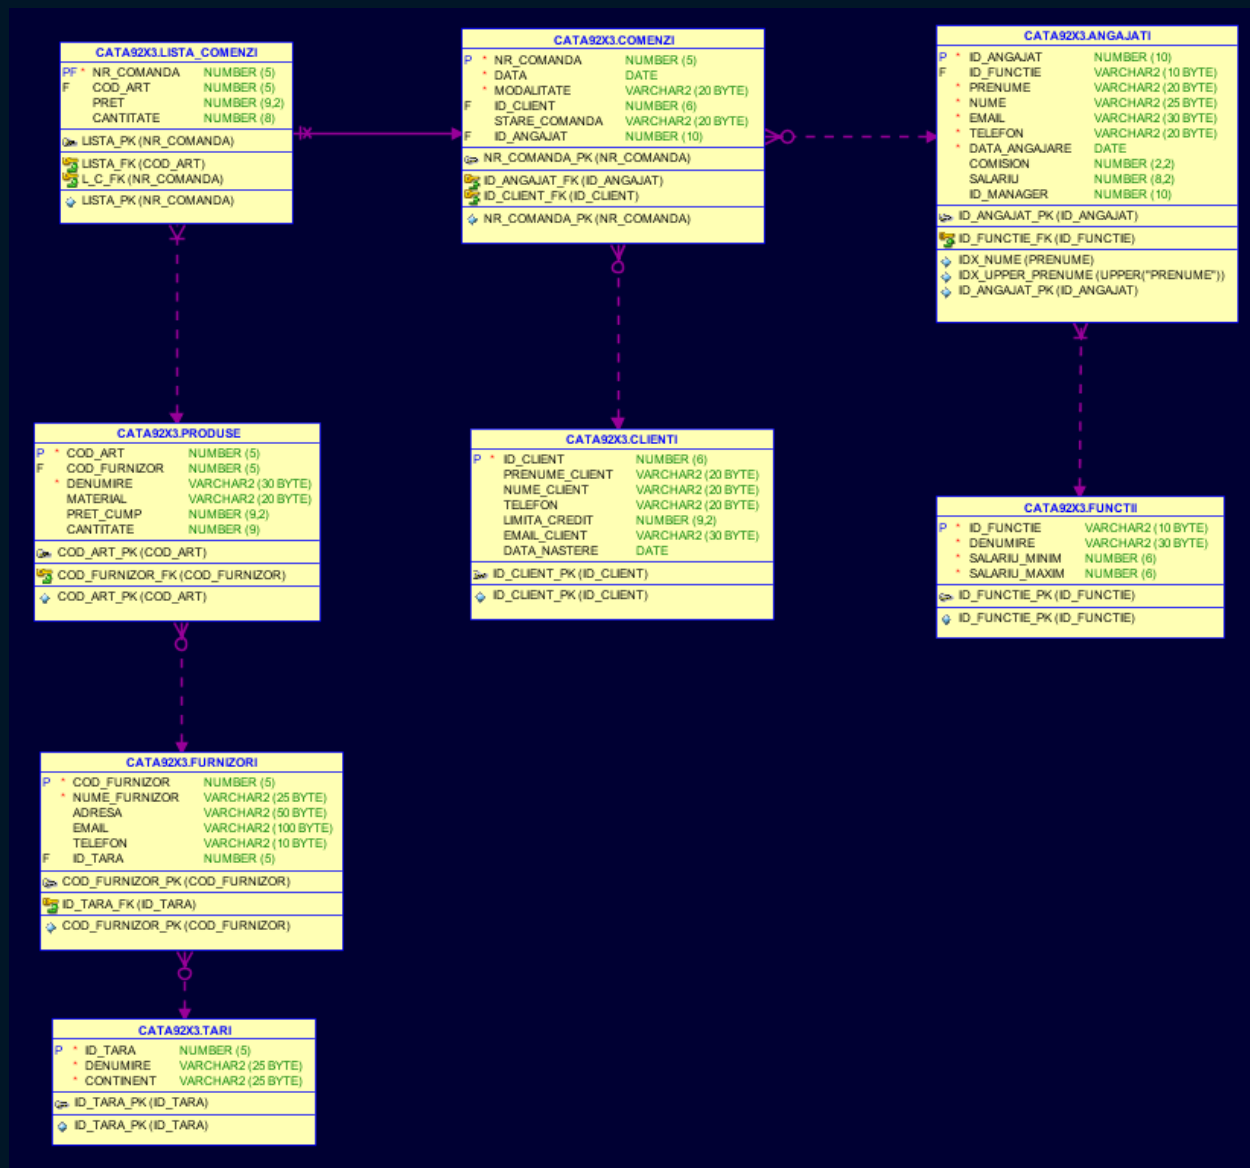 CATA92X3.LISTA_COMENZI
PF * NR_COMANDA NUMBER (5)
F COD_ART NUMBER (5)
PRET NUMBER (9,2)
CANTITATE NUMBER (8)
LISTA_PK (NR_COMANDA)
LISTA_FK (COD_ART)
L_C_FK (NR_COMANDA)
LISTA_PK (NR_COMANDA)
CATA92X3.COMENZI
P * NR_COMANDA NUMBER (5)
* DATA DATE
* MODALITATE VARCHAR2 (20 BYTE)
F ID_CLIENT NUMBER (6)
STARE_COMANDA VARCHAR2 (20 BYTE)
F ID_ANGAJAT NUMBER (10)
NR_COMANDA_PK (NR_COMANDA)
ID_ANGAJAT_FK (ID_ANGAJAT)
ID_CLIENT_FK (ID_CLIENT)
NR_COMANDA_PK (NR_COMANDA)
CATA92X3.ANGAJATI
P * ID_ANGAJAT NUMBER (10)
F * ID_FUNCTIE VARCHAR2 (10 BYTE)
* PRENUME VARCHAR2 (20 BYTE)
* NUME VARCHAR2 (25 BYTE)
* EMAIL VARCHAR2 (30 BYTE)
* TELEFON VARCHAR2 (20 BYTE)
* DATA_ANGAJARE DATE
COMISION NUMBER (2,2)
SALARIU NUMBER (8,2)
ID_MANAGER NUMBER (10)
ID_ANGAJAT_PK (ID_ANGAJAT)
ID_FUNCTIE_FK (ID_FUNCTIE)
IDX_NUME (PRENUME)
IDX_UPPER_PRENUME (UPPER("PRENUME"))
ID_ANGAJAT_PK (ID_ANGAJAT)
CATA92X3.PRODUSE
P * COD_ART NUMBER (5)
F COD_FURNIZOR NUMBER (5)
* DENUMIRE VARCHAR2 (30 BYTE)
MATERIAL VARCHAR2 (20 BYTE)
PRET_CUMP NUMBER (9,2)
CANTITATE NUMBER (9)
COD_ART_PK (COD_ART)
COD_FURNIZOR_FK (COD_FURNIZOR)
COD_ART_PK (COD_ART)
CATA92X3.CLIENTI
P * ID_CLIENT NUMBER (6)
PRENUME_CLIENT VARCHAR2 (20 BYTE)
NUME_CLIENT VARCHAR2 (20 BYTE)
TELEFON VARCHAR2 (20 BYTE)
LIMITA_CREDIT NUMBER (9,2)
EMAIL_CLIENT VARCHAR2 (30 BYTE)
DATA_NASTERE DATE
ID_CLIENT_PK (ID_CLIENT)
ID_CLIENT_PK (ID_CLIENT)
CATA92X3.FUNCTII
P * ID_FUNCTIE VARCHAR2 (10 BYTE)
* DENUMIRE VARCHAR2 (30 BYTE)
* SALARIU_MINIM NUMBER (6)
* SALARIU_MAXIM NUMBER (6)
ID_FUNCTIE_PK (ID_FUNCTIE)
ID_FUNCTIE_PK (ID_FUNCTIE)
CATA92X3.FURNIZORI
P * COD_FURNIZOR NUMBER (5)
* NUME_FURNIZOR VARCHAR2 (25 BYTE)
ADRESA VARCHAR2 (50 BYTE)
EMAIL VARCHAR2 (100 BYTE)
TELEFON VARCHAR2 (10 BYTE)
F ID_TARA NUMBER (5)
COD_FURNIZOR_PK (COD_FURNIZOR)
ID_TARA_FK (ID_TARA)
COD_FURNIZOR_PK (COD_FURNIZOR)
CATA92X3.TARI
P * ID_TARA NUMBER (5)
* DENUMIRE VARCHAR2 (25 BYTE)
* CONTINENT VARCHAR2 (25 BYTE)
ID_TARA_PK (ID_TARA)
ID_TARA_PK (ID_TARA)